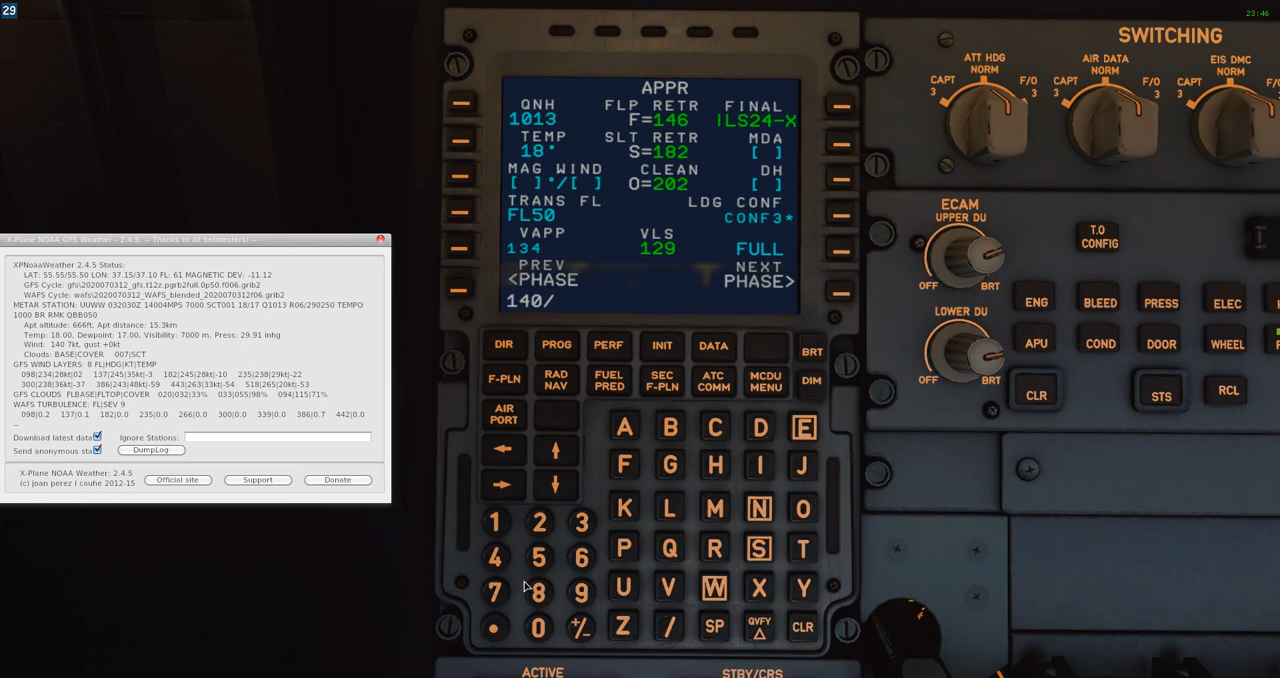 29
23:46
SWITCHING
ATT HDG
NORM
CAPT
3
F/O
3
AIR DATA
NORM
CAPT
3
F/O
3
EIS DMC
NORM
CAPT
3
APPR
QNH FLP RETR FINAL
1013 F=146 ILS24-X
TEMP SLT RETR MDA
18° S=182 [ ]
MAG WIND CLEAN DH
[ ]°/[ ] O=202 [ ]
TRANS FL LDG CONF
FL50 CONF3*
VAPP VLS
134 129 FULL
PREV NEXT
<PHASE PHASE>
140/
X-Plane NOAA GFS Weather - 2.4.5 -- Thanks to all betatesters! --
XPNoaaWeather 2.4.5 Status:
LAT: 55.55/55.50 LON: 37.15/37.10 FL: 61 MAGNETIC DEV: -11.12
GFS Cycle: gfs\2020070312_gfs.t12z.pgrb2full.0p50.f006.grib2
WAFS Cycle: wafs\2020070312_WAFS_blended_2020070312f06.grib2
METAR STATION: UUWW 032030Z 14004MPS 7000 SCT001 18/17 Q1013 R06/290250 TEMPO
1000 BR RMK QBB050
Apt altitude: 666ft, Apt distance: 15.3km
Temp: 18.00, Dewpoint: 17.00, Visibility: 7000 m, Press: 29.91 inhg
Wind: 140 7kt, gust +0kt
Clouds: BASE|COVER 007|SCT
GFS WIND LAYERS: 8 FL|HDG|KT|TEMP
098|234|28kt|02 137|245|35kt|-3 182|245|28kt|-10 235|238|29kt|-22
300|238|36kt|-37 386|243|48kt|-59 443|263|33kt|-54 518|265|20kt|-53
GFS CLOUDS FLBASE|FLTOP|COVER 020|032|33% 033|055|98% 094|115|71%
WAFS TURBULENCE: FL|SEV 9
098|0.2 137|0.1 182|0.0 235|0.0 266|0.0 300|0.0 339|0.0 386|0.7 442|0.0
--
Download latest data
Ignore Stations:
Send anonymous sta
DumpLog
X-Plane NOAA Weather: 2.4.5
(c) joan perez i cauhe 2012-15
Official site
Support
Donate
DIR
PROG
PERF
INIT
DATA
BRT
F-PLN
RAD
NAV
FUEL
PRED
SEC
F-PLN
ATC
COMM
MCDU
MENU
DIM
AIR
PORT
A B C D E
F G H I J
K L M N O
P Q R S T
U V W X Y
Z / SP QVFY CLR
1 2 3
4 5 6
7 8 9
0 +/-
ECAM
UPPER DU
OFF
BRT
LOWER DU
OFF
BRT
T.O
CONFIG
ENG
BLEED
PRESS
ELEC
APU
COND
DOOR
WHEEL
CLR
STS
RCL
ACTIVE
STBY/CRS